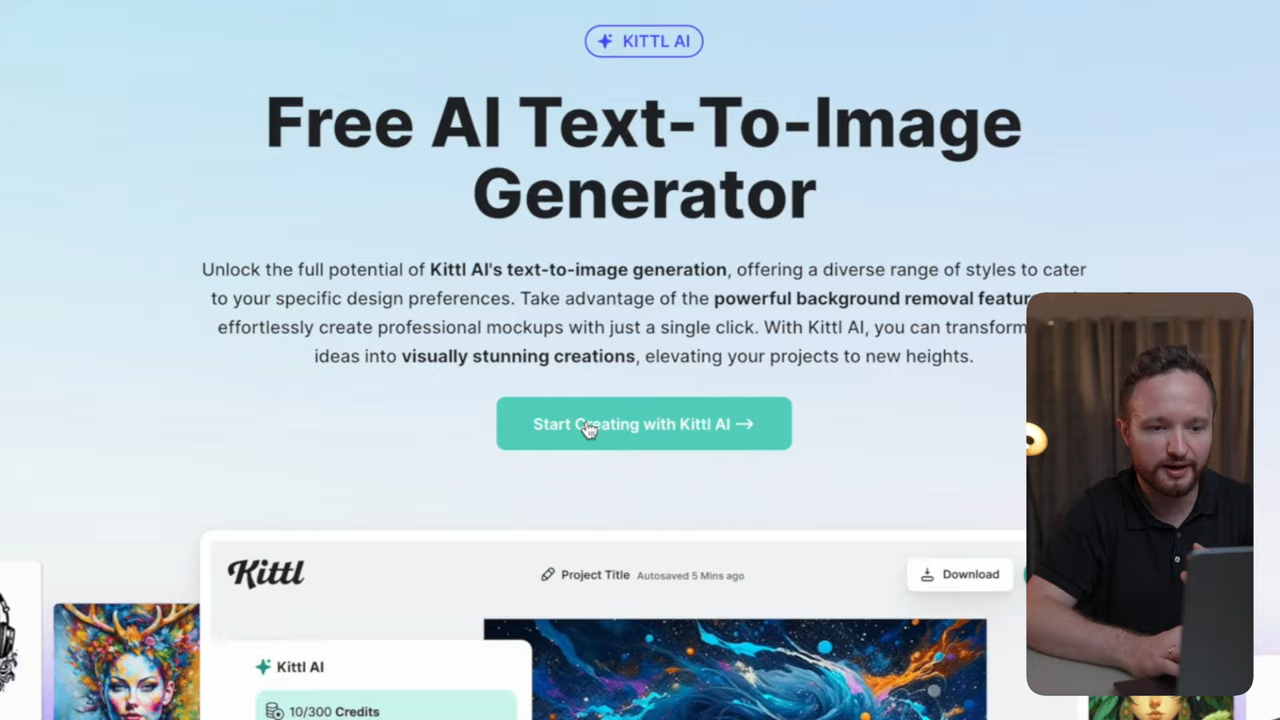 KITTL AI
Free AI Text-To-Image
Generator
Unlock the full potential of Kittl AI's text-to-image generation, offering a diverse range of styles to cater
to your specific design preferences. Take advantage of the powerful background removal
effortlessly create professional mockups with just a single click. With Kittl AI, you can transform
ideas into visually stunning creations, elevating your projects to new heights.
Start Creating with Kittl AI →
Kittl
Project Title Autosaved 5 Mins ago
Download
Kittl AI
10/300 Credits